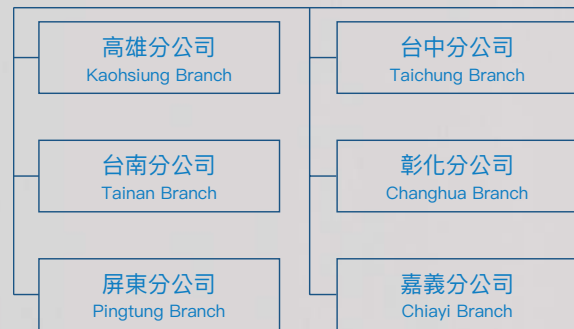 高雄分公司
Kaohsiung Branch
台南分公司
Tainan Branch
屏東分公司
Pingtung Branch
台中分公司
Taichung Branch
彰化分公司
Changhua Branch
嘉義分公司
Chiayi Branch